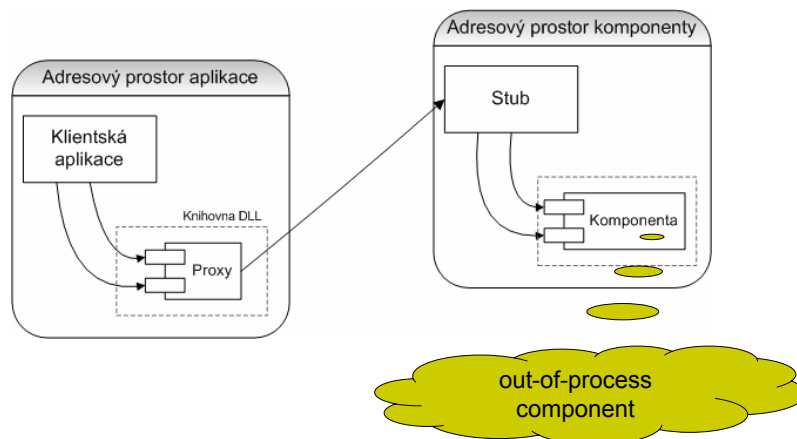 Adresový prostor aplikace
Klientská
aplikace
Knihovna DLL
Proxy
Adresový prostor komponenty
Stub
Komponenta
out-of-process
component